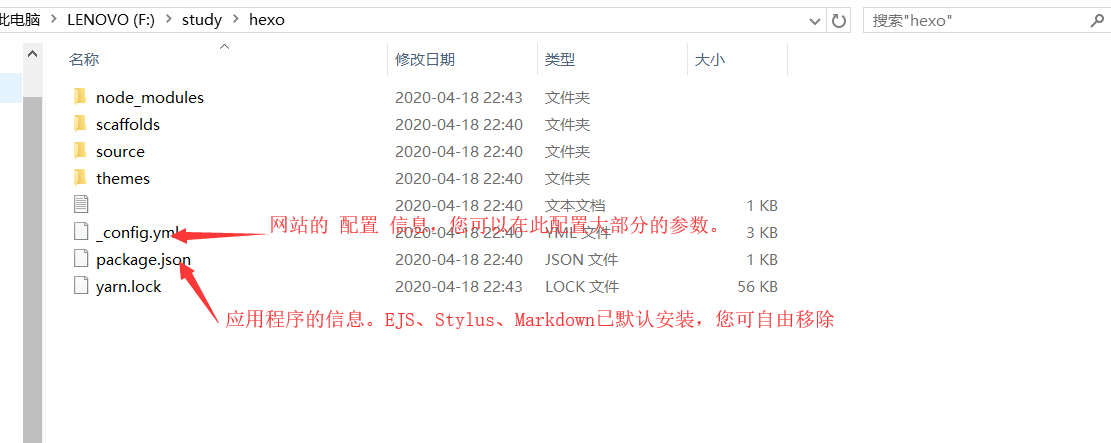 此电脑 > LENOVO (F:) > study > hexo 搜索"hexo"
名称 修改日期 类型 大小
node_modules 2020-04-18 22:43 文件夹
scaffolds 2020-04-18 22:40 文件夹
source 2020-04-18 22:40 文件夹
themes 2020-04-18 22:40 文件夹
2020-04-18 22:40 文本文档 1 KB
网站的 配置 信息，您可以在此配置大部分的参数。
_config.yml 2020-04-18 22:40 YML 文件 3 KB
package.json 2020-04-18 22:40 JSON 文件 1 KB
yarn.lock 2020-04-18 22:43 LOCK 文件 56 KB
应用程序的信息。EJS、Stylus、Markdown已默认安装，您可自由移除